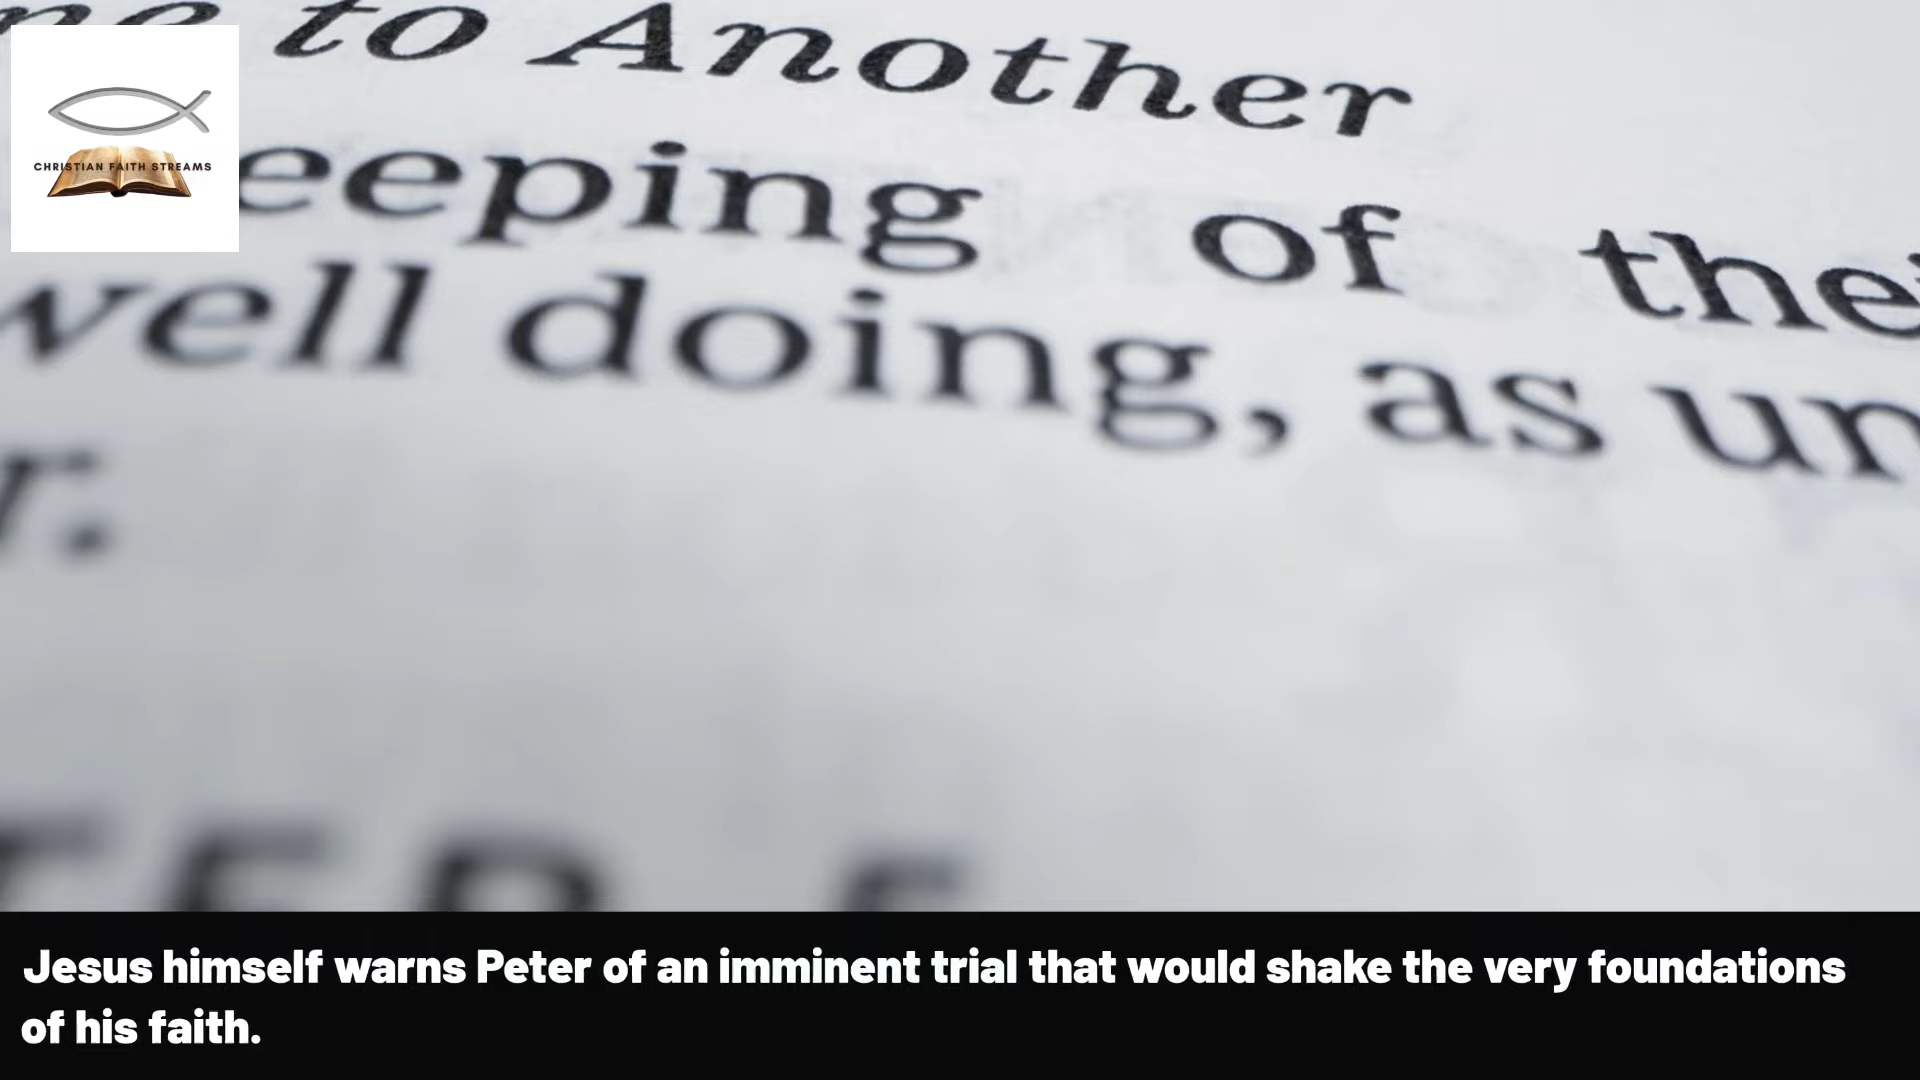 to Another
CHRISTIAN FAITH STREAMS
eeping of the
well doing, as un
r.
TER
Jesus himself warns Peter of an imminent trial that would shake the very foundations
of his faith.